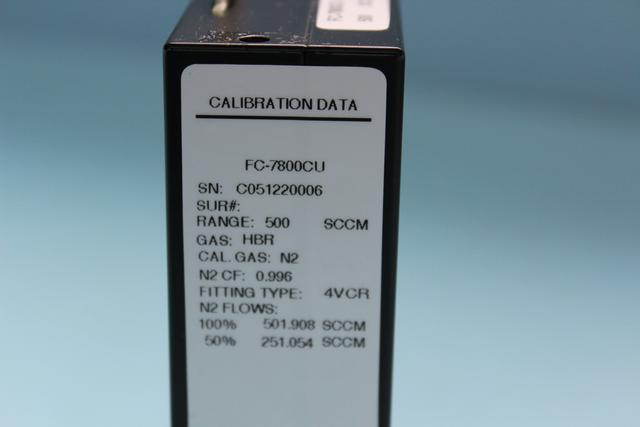 CALIBRATION DATA
FC-7800CU
SN: C051220006
SUR#:
RANGE: 500 SCCM
GAS: HBR
CAL. GAS: N2
N2 CF: 0.996
FITTING TYPE: 4VCR
N2 FLOWS:
100% 501.908 SCCM
50% 251.054 SCCM